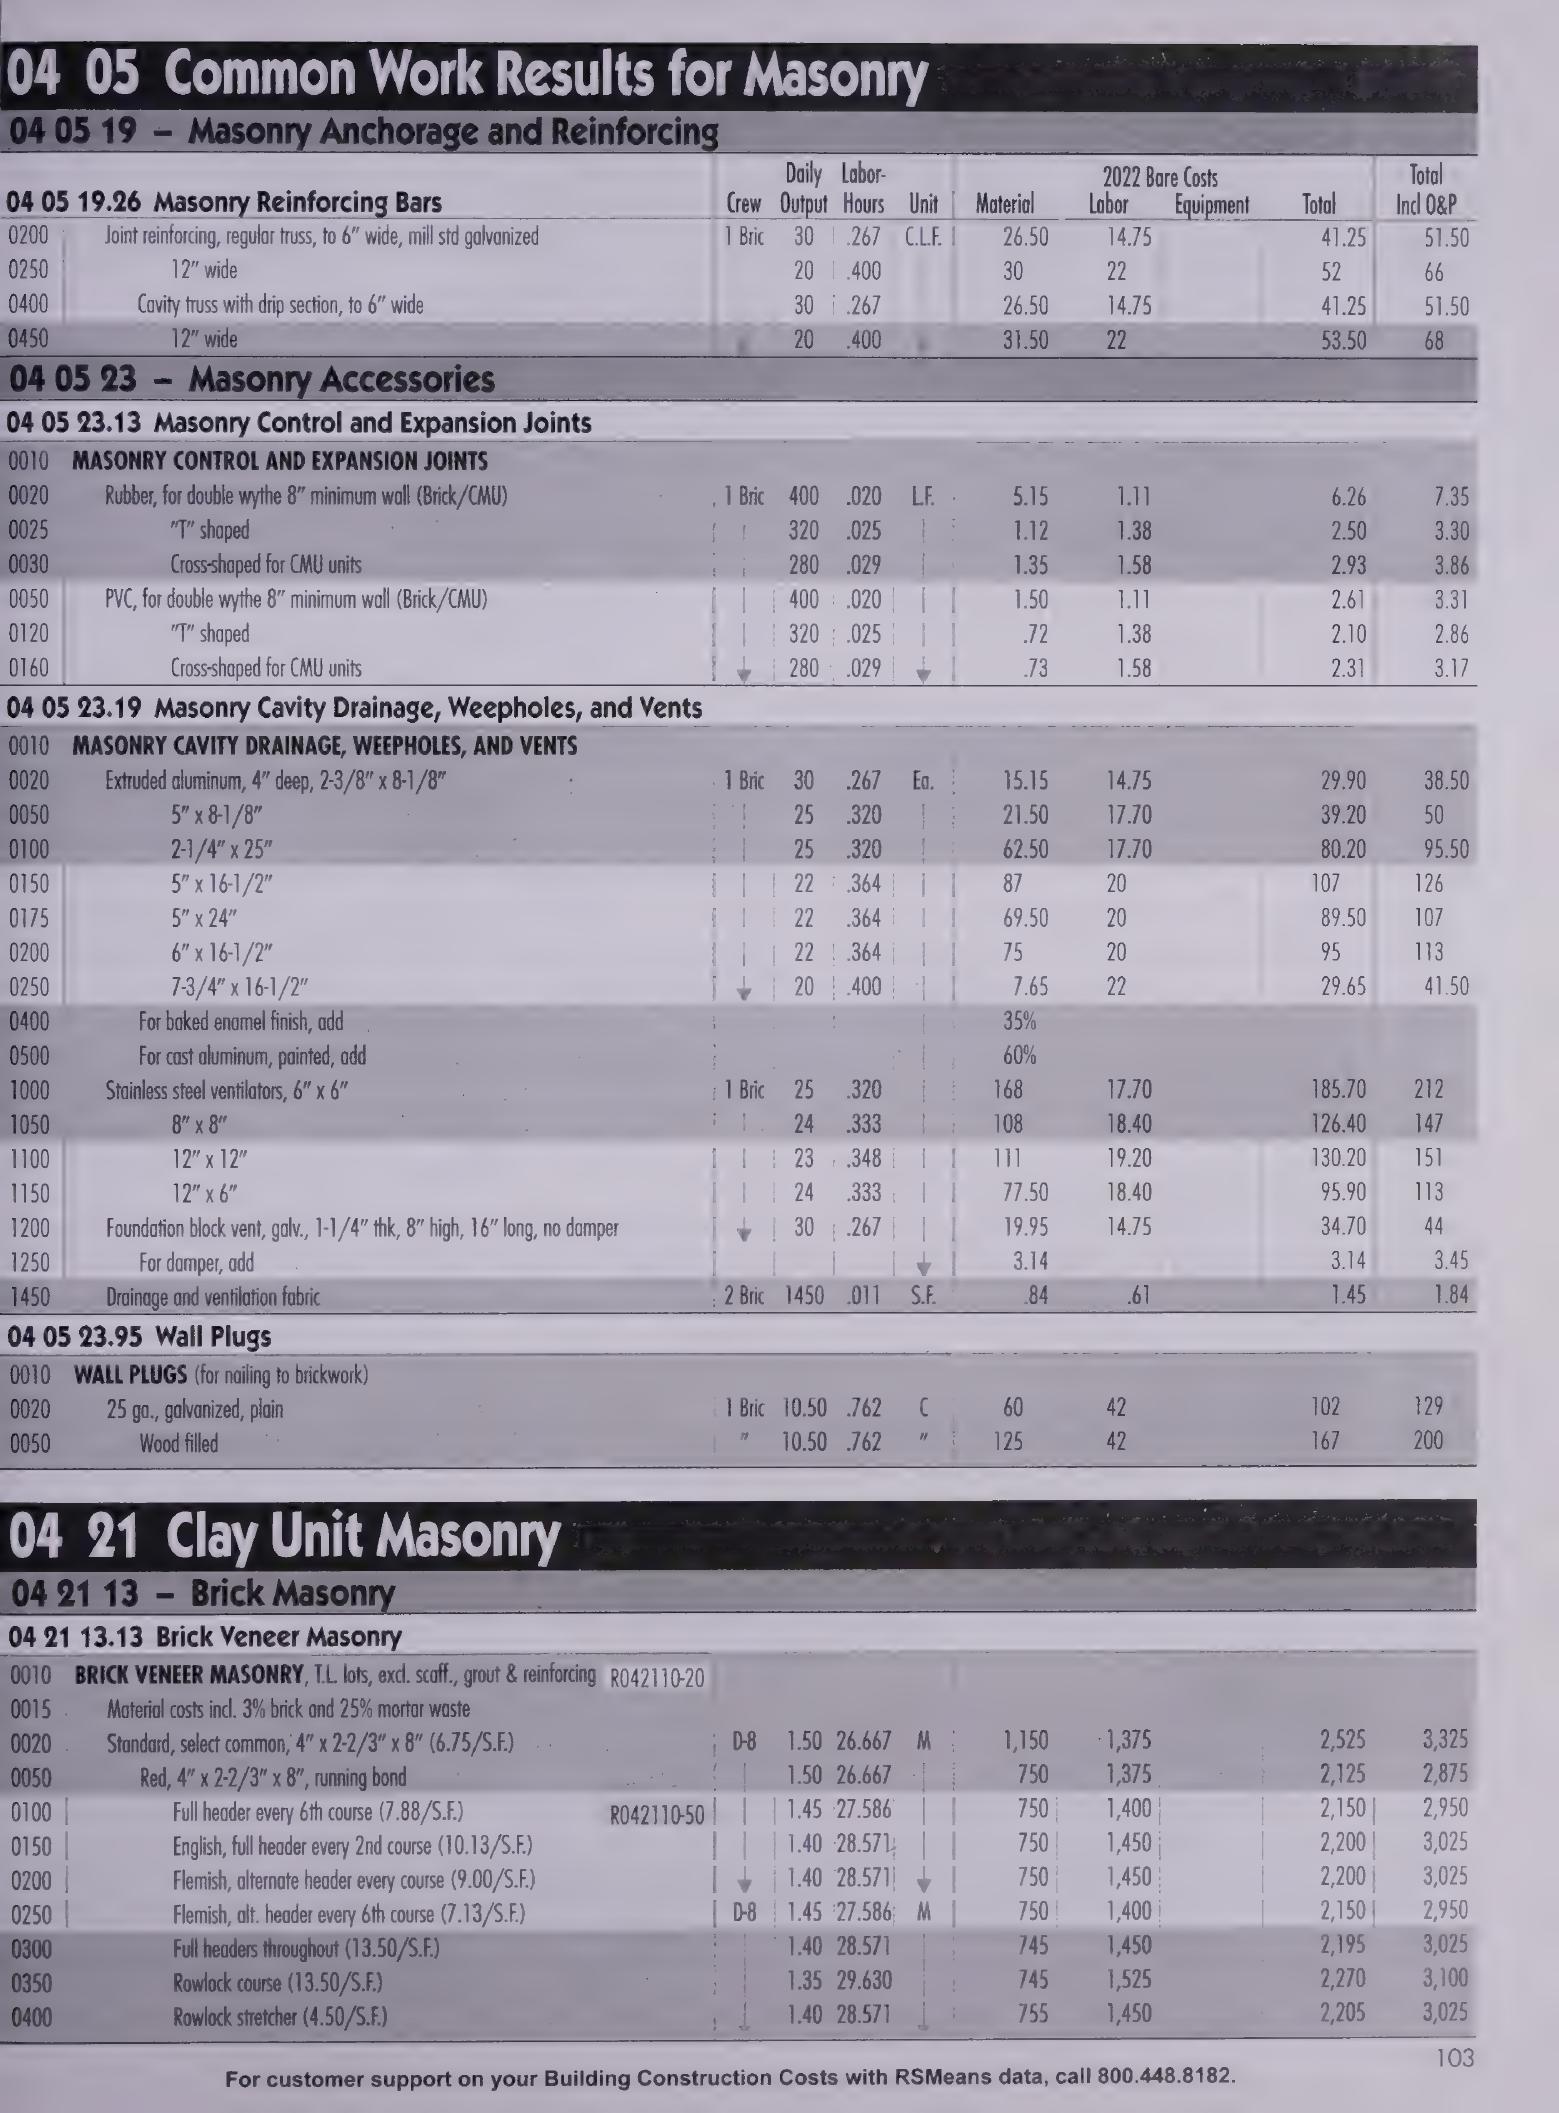 04 05 Common Work Results for Masonry
04 05 19 – Masonry Anchorage and Reinforcing
Daily Labor- 2022 Bare Costs Total
04 05 19.26 Masonry Reinforcing Bars Crew Output Hours Unit Material Labor Equipment Total Incl O&P
0200 Joint reinforcing, regular truss, to 6" wide, mill std galvanized 1 Bric 30 .267 C.L.F. 26.50 14.75 41.25 51.50
0250 12" wide 20 .400 30 22 52 66
0400 Cavity truss with drip section, to 6" wide 30 .267 26.50 14.75 41.25 51.50
0450 12" wide 20 .400 31.50 22 53.50 68
04 05 23 – Masonry Accessories
04 05 23.13 Masonry Control and Expansion Joints
0010 MASONRY CONTROL AND EXPANSION JOINTS
0020 Rubber, for double wythe 8" minimum wall (Brick/CMU) 1 Bric 400 .020 L.F. 5.15 1.11 6.26 7.35
0025 "T" shaped 320 .025 1.12 1.38 2.50 3.30
0030 Cross-shaped for CMU units 280 .029 1.35 1.58 2.93 3.86
0050 PVC, for double wythe 8" minimum wall (Brick/CMU) 400 .020 1.50 1.11 2.61 3.31
0120 "T" shaped 320 .025 .72 1.38 2.10 2.86
0160 Cross-shaped for CMU units 280 .029 .73 1.58 2.31 3.17
04 05 23.19 Masonry Cavity Drainage, Weepholes, and Vents
0010 MASONRY CAVITY DRAINAGE, WEEPHOLES, AND VENTS
0020 Extruded aluminum, 4" deep, 2-3/8" x 8-1/8" 1 Bric 30 .267 Ea. 15.15 14.75 29.90 38.50
0050 5" x 8-1/8" 25 .320 21.50 17.70 39.20 50
0100 2-1/4" x 25" 25 .320 62.50 17.70 80.20 95.50
0150 5" x 16-1/2" 22 .364 87 20 107 126
0175 5" x 24" 22 .364 69.50 20 89.50 107
0200 6" x 16-1/2" 22 .364 75 20 95 113
0250 7-3/4" x 16-1/2" 20 .400 7.65 22 29.65 41.50
0400 For baked enamel finish, add 35%
0500 For cast aluminum, painted, add 60%
1000 Stainless steel ventilators, 6" x 6" 1 Bric 25 .320 168 17.70 185.70 212
1050 8" x 8" 24 .333 108 18.40 126.40 147
1100 12" x 12" 23 .348 111 19.20 130.20 151
1150 12" x 6" 24 .333 77.50 18.40 95.90 113
1200 Foundation block vent, galv., 1-1/4" thk, 8" high, 16" long, no damper 30 .267 19.95 14.75 34.70 44
1250 For damper, add 3.14 3.14 3.45
1450 Drainage and ventilation fabric 2 Bric 1450 .011 S.F. .84 .61 1.45 1.84
04 05 23.95 Wall Plugs
0010 WALL PLUGS (for nailing to brickwork)
0020 25 ga., galvanized, plain 1 Bric 10.50 .762 C 60 42 102 129
0050 Wood filled " 10.50 .762 " 125 42 167 200
04 21 Clay Unit Masonry
04 21 13 – Brick Masonry
04 21 13.13 Brick Veneer Masonry
0010 BRICK VENEER MASONRY, T.L. lots, excl. scaff., grout & reinforcing R042110-20
0015 Material costs incl. 3% brick and 25% mortar waste
0020 Standard, select common, 4" x 2-2/3" x 8" (6.75/S.F.) D-8 1.50 26.667 M 1,150 1,375 2,525 3,325
0050 Red, 4" x 2-2/3" x 8", running bond 1.50 26.667 750 1,375 2,125 2,875
0100 Full header every 6th course (7.88/S.F.) R042110-50 1.45 27.586 750 1,400 2,150 2,950
0150 English, full header every 2nd course (10.13/S.F.) 1.40 28.571 750 1,450 2,200 3,025
0200 Flemish, alternate header every course (9.00/S.F.) 1.40 28.571 750 1,450 2,200 3,025
0250 Flemish, alt. header every 6th course (7.13/S.F.) D-8 1.45 27.586 M 750 1,400 2,150 2,950
0300 Full headers throughout (13.50/S.F.) 1.40 28.571 745 1,450 2,195 3,025
0350 Rowlock course (13.50/S.F.) 1.35 29.630 745 1,525 2,270 3,100
0400 Rowlock stretcher (4.50/S.F.) 1.40 28.571 755 1,450 2,205 3,025
103
For customer support on your Building Construction Costs with RSMeans data, call 800.448.8182.